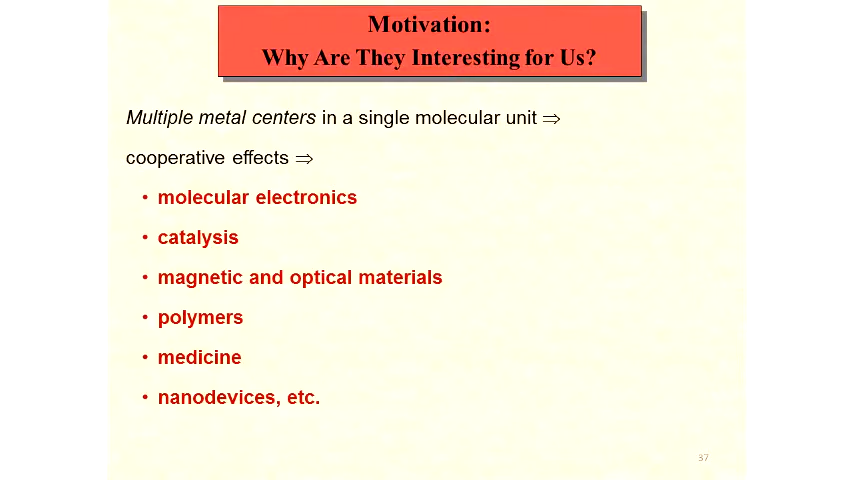 Motivation:
Why Are They Interesting for Us?
Multiple metal centers in a single molecular unit ⇒
cooperative effects ⇒
• molecular electronics
• catalysis
• magnetic and optical materials
• polymers
• medicine
• nanodevices, etc.
37